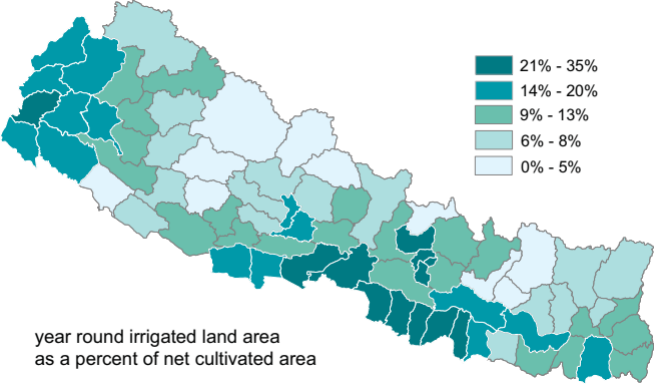 21% - 35%
14% - 20%
9% - 13%
6% - 8%
0% - 5%
year round irrigated land area
as a percent of net cultivated area